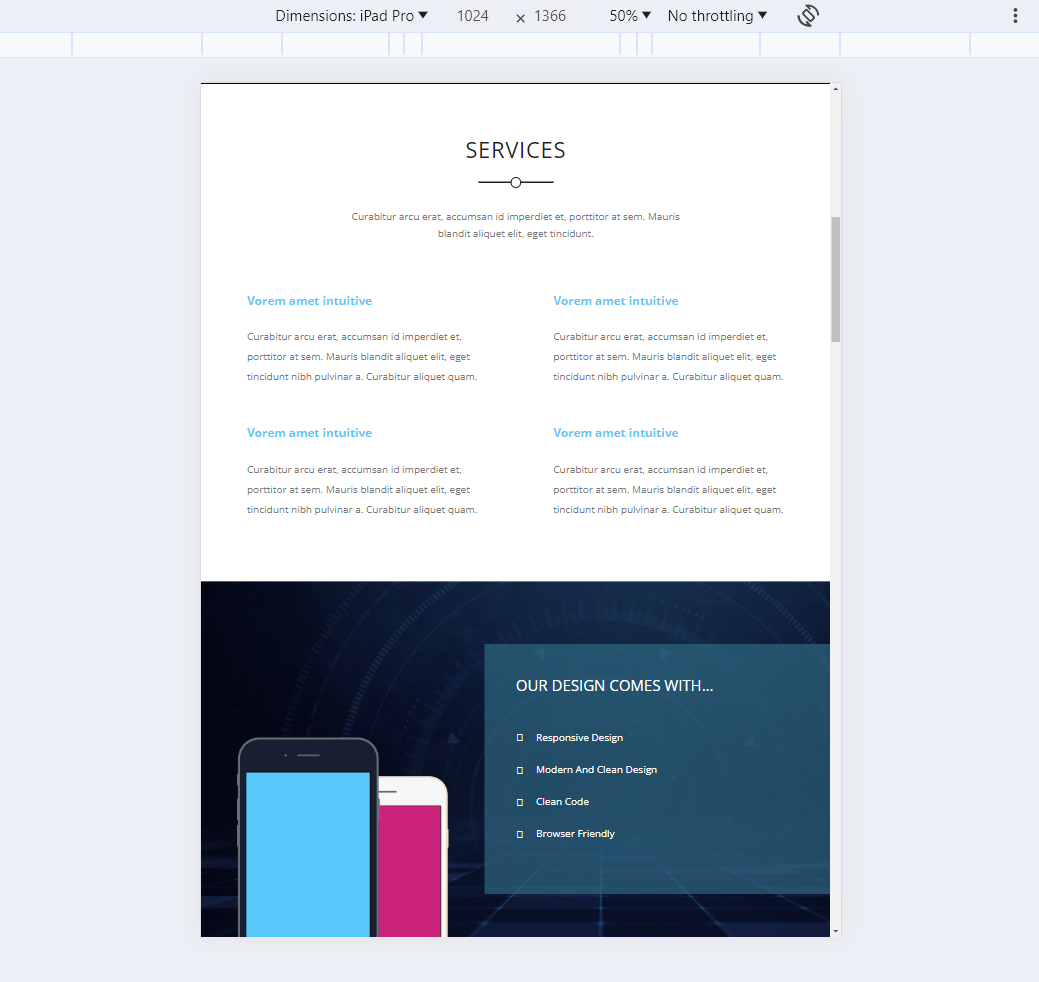 Dimensions: iPad Pro 1024 × 1366 50% No throttling
SERVICES
Curabitur arcu erat, accumsan id imperdiet et, porttitor at sem. Mauris
blandit aliquet elit, eget tincidunt.
Vorem amet intuitive
Curabitur arcu erat, accumsan id imperdiet et,
porttitor at sem. Mauris blandit aliquet elit, eget
tincidunt nibh pulvinar a. Curabitur aliquet quam.
Vorem amet intuitive
Curabitur arcu erat, accumsan id imperdiet et,
porttitor at sem. Mauris blandit aliquet elit, eget
tincidunt nibh pulvinar a. Curabitur aliquet quam.
Vorem amet intuitive
Curabitur arcu erat, accumsan id imperdiet et,
porttitor at sem. Mauris blandit aliquet elit, eget
tincidunt nibh pulvinar a. Curabitur aliquet quam.
Vorem amet intuitive
Curabitur arcu erat, accumsan id imperdiet et,
porttitor at sem. Mauris blandit aliquet elit, eget
tincidunt nibh pulvinar a. Curabitur aliquet quam.
OUR DESIGN COMES WITH...
Responsive Design
Modern And Clean Design
Clean Code
Browser Friendly